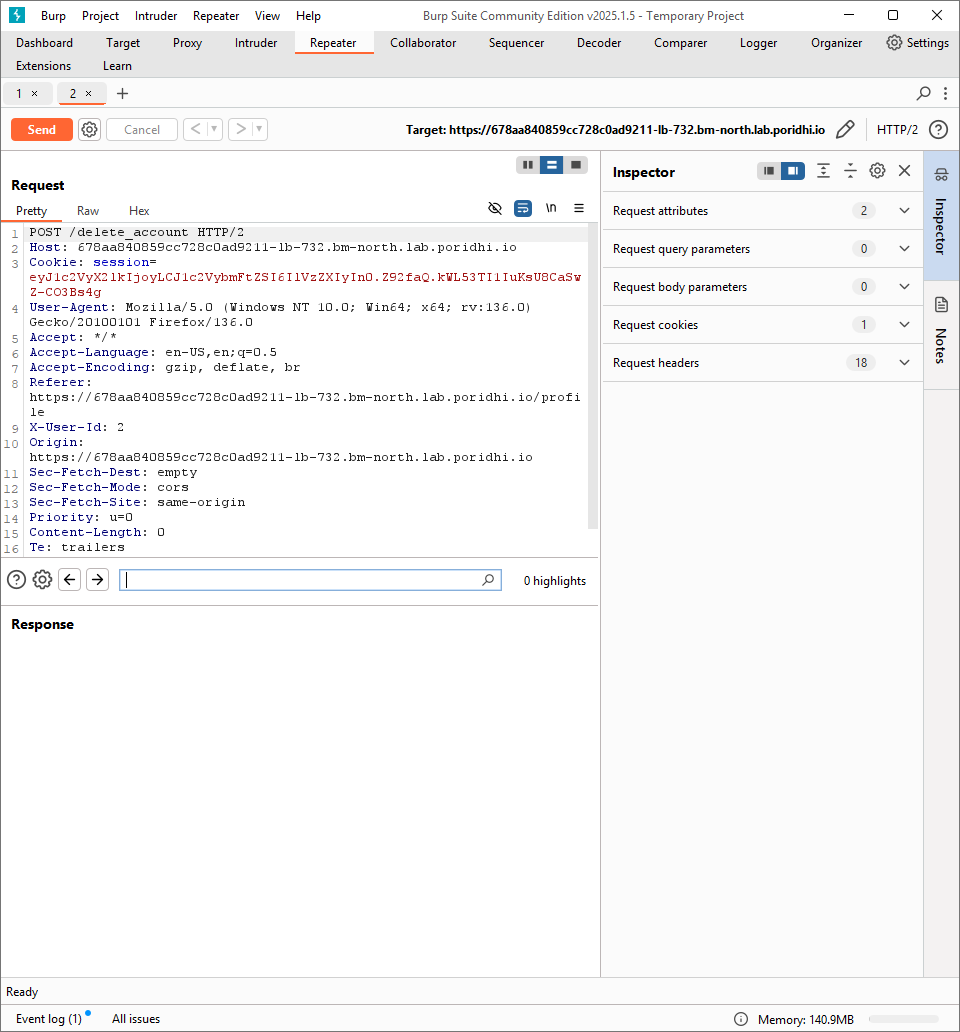 Burp Project Intruder Repeater View Help Burp Suite Community Edition v2025.1.5 - Temporary Project
Dashboard Target Proxy Intruder Repeater Collaborator Sequencer Decoder Comparer Logger Organizer Settings
Extensions Learn
1 × 2 × +
Send Cancel < > Target: https://678aa840859cc728c0ad9211-lb-732.bm-north.lab.poridhi.io HTTP/2 ?
Request
Pretty Raw Hex \n
1 POST /delete_account HTTP/2
2 Host: 678aa840859cc728c0ad9211-lb-732.bm-north.lab.poridhi.io
3 Cookie: session=
eyJ1c2VyX2lkIjoyLCJ1c2VybmFtZSI6IlVzZXIyIn0.Z92faQ.kWL53TI1IuKsU8CaSw
Z-CO3Bs4g
4 User-Agent: Mozilla/5.0 (Windows NT 10.0; Win64; x64; rv:136.0)
Gecko/20100101 Firefox/136.0
5 Accept: */*
6 Accept-Language: en-US,en;q=0.5
7 Accept-Encoding: gzip, deflate, br
8 Referer:
https://678aa840859cc728c0ad9211-lb-732.bm-north.lab.poridhi.io/profi
le
9 X-User-Id: 2
10 Origin:
https://678aa840859cc728c0ad9211-lb-732.bm-north.lab.poridhi.io
11 Sec-Fetch-Dest: empty
12 Sec-Fetch-Mode: cors
13 Sec-Fetch-Site: same-origin
14 Priority: u=0
15 Content-Length: 0
16 Te: trailers
? 0 highlights
Response
Inspector
Request attributes 2
Request query parameters 0
Request body parameters 0
Request cookies 1
Request headers 18
Inspector
Notes
Ready
Event log (1) All issues Memory: 140.9MB